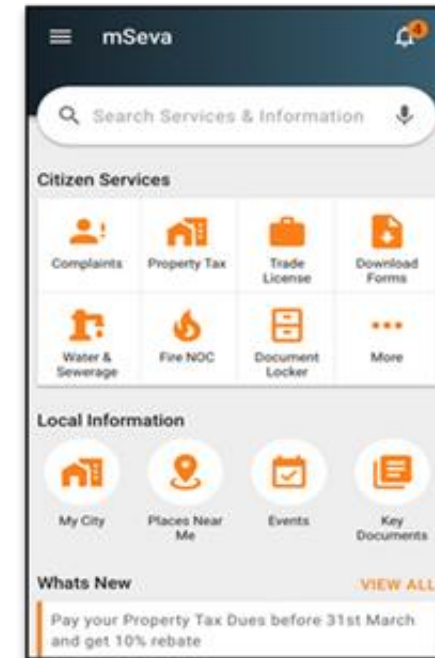 mSeva
4
Search Services & Information
Citizen Services
Complaints
Property Tax
Trade
License
Download
Forms
Water &
Sewerage
Fire NOC
Document
Locker
More
Local Information
My City
Places Near
Me
Events
Key
Documents
Whats New
VIEW ALL
Pay your Property Tax Dues before 31st March
and get 10% rebate